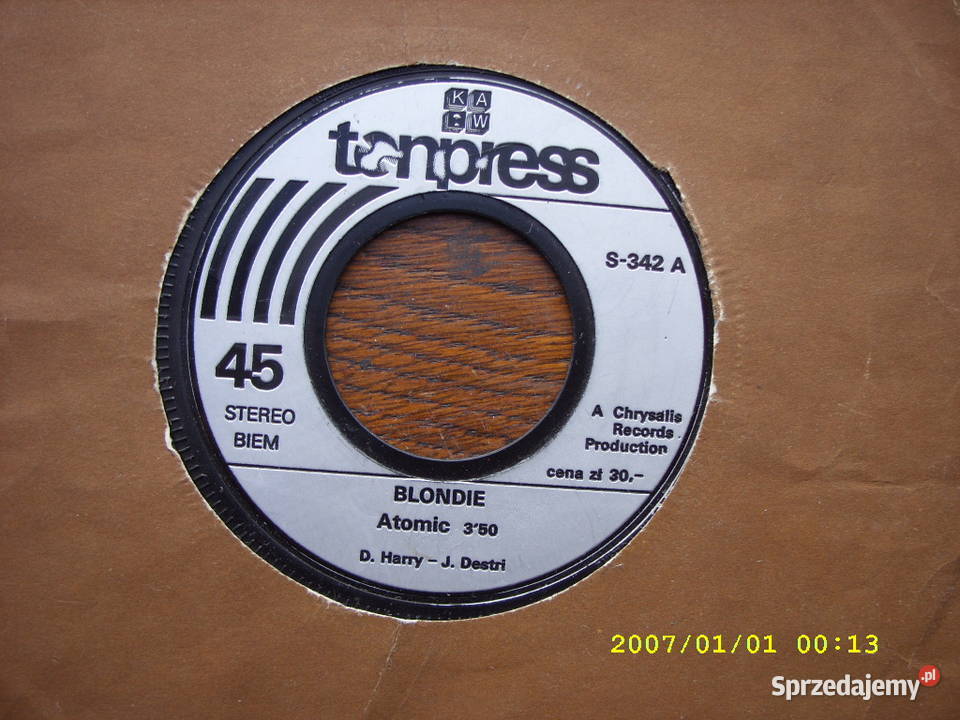 K A
W
tonpress
S-342 A
45
STEREO
BIEM
A Chrysalis
Records
Production
cena zł 30,-
BLONDIE
Atomic 3'50
D. Harry - J. Destri
2007/01/01 00:13
Sprzedajemy.pl